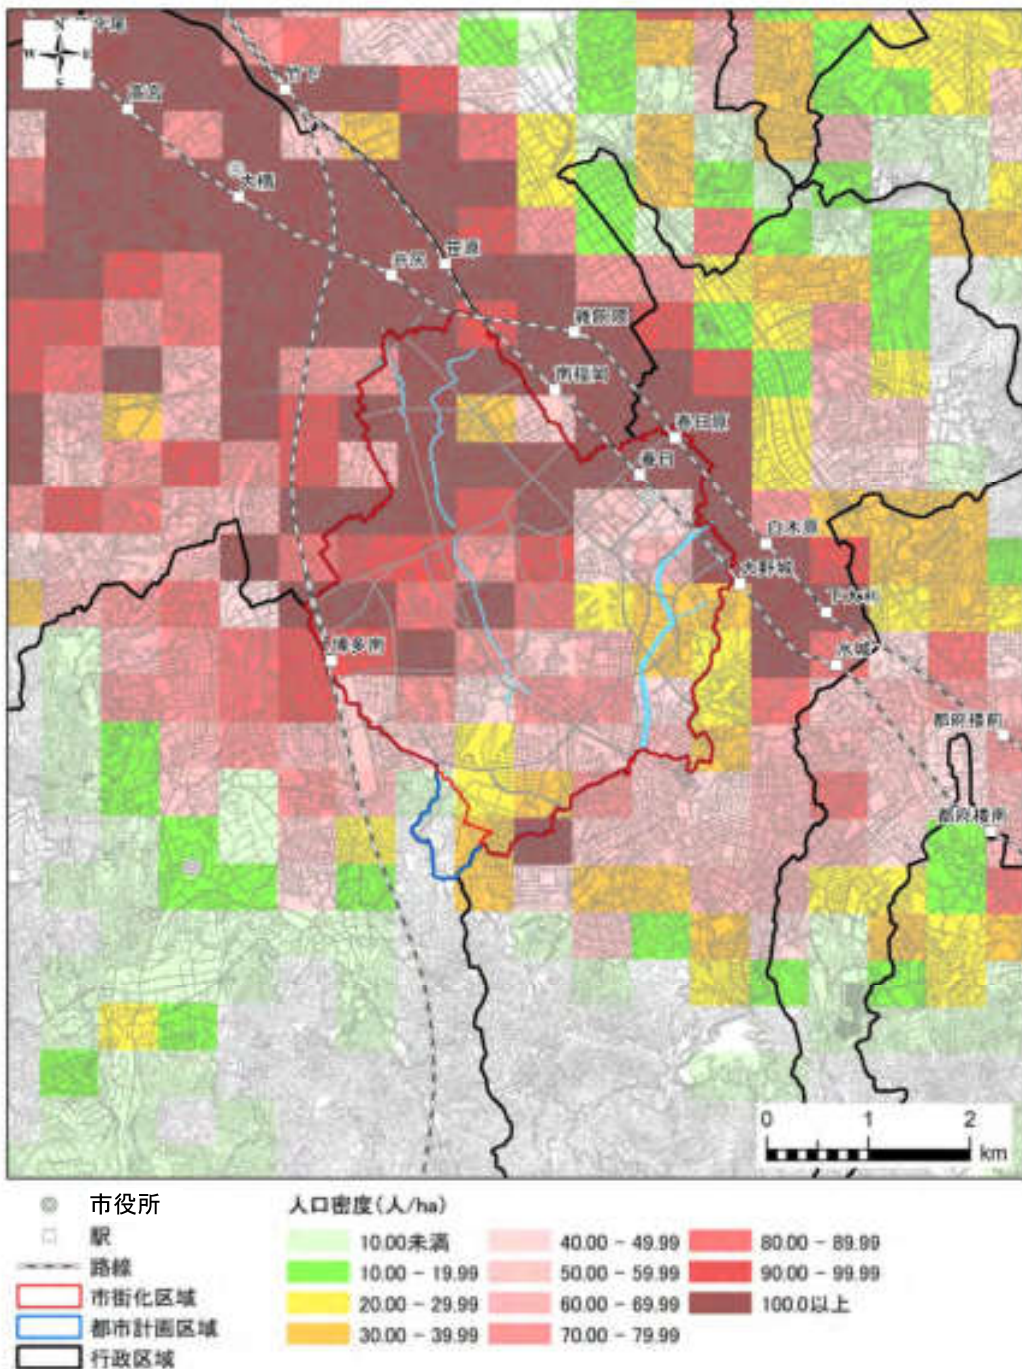 N
W E
S
竹下
高宮
大橋
笹原
井尻
雑餉隈
南福岡
春日原
春日
白木原
大野城
下大利
博多南
水城
都府楼前
都府楼南
0 1 2
km
市役所
駅
路線
市街化区域
都市計画区域
行政区域
人口密度(人/ha)
10.00未満
10.00 - 19.99
20.00 - 29.99
30.00 - 39.99
40.00 - 49.99
50.00 - 59.99
60.00 - 69.99
70.00 - 79.99
80.00 - 89.99
90.00 - 99.99
100.0以上